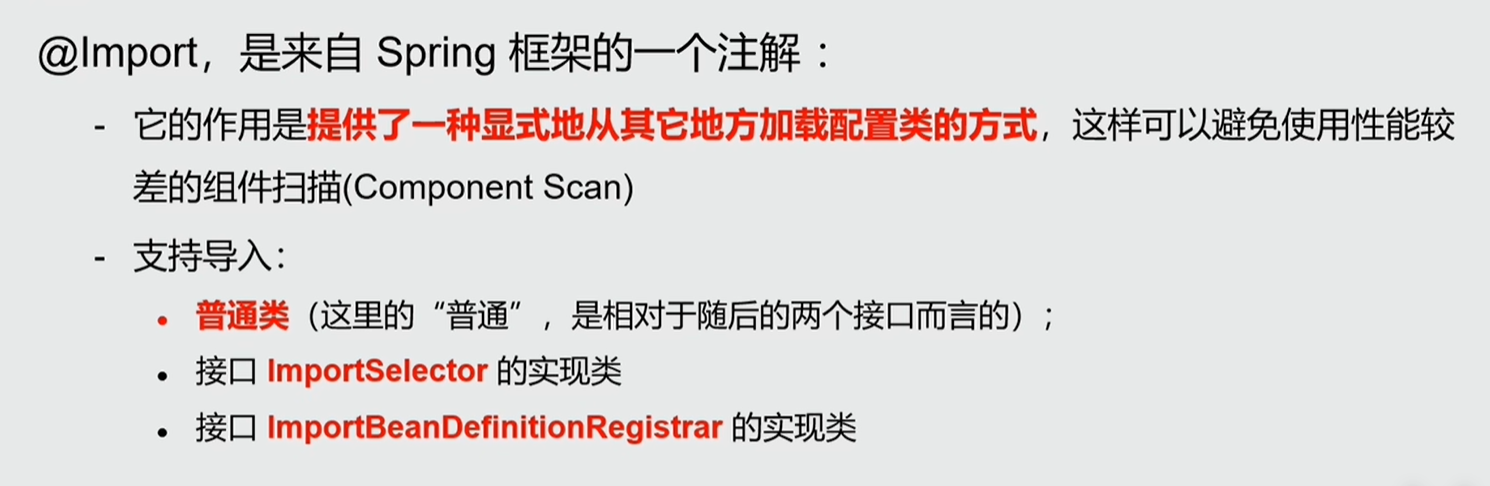 @Import，是来自 Spring 框架的一个注解：
- 它的作用是提供了一种显式地从其它地方加载配置类的方式，这样可以避免使用性能较
差的组件扫描(Component Scan)
- 支持导入：
• 普通类（这里的“普通”，是相对于随后的两个接口而言的）；
• 接口 ImportSelector 的实现类
• 接口 ImportBeanDefinitionRegistrar 的实现类